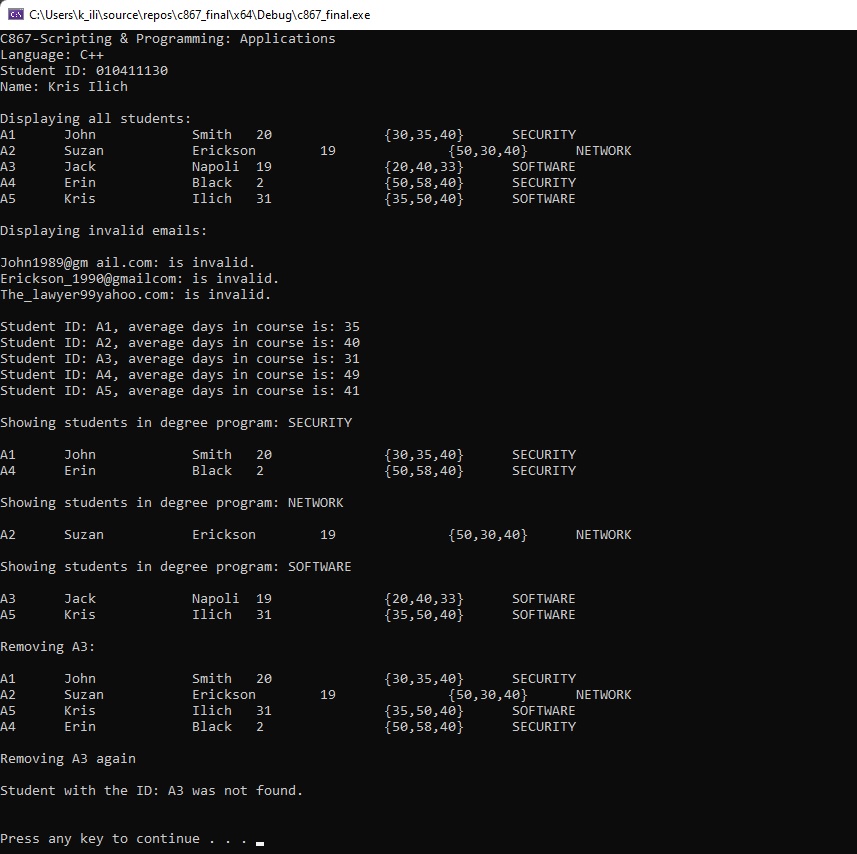 C:\Users\k_ili\source\repos\c867_final\x64\Debug\c867_final.exe
C867-Scripting & Programming: Applications
Language: C++
Student ID: 010411130
Name: Kris Ilich
Displaying all students:
A1 John Smith 20 {30,35,40} SECURITY
A2 Suzan Erickson 19 {50,30,40} NETWORK
A3 Jack Napoli 19 {20,40,33} SOFTWARE
A4 Erin Black 2 {50,58,40} SECURITY
A5 Kris Ilich 31 {35,50,40} SOFTWARE
Displaying invalid emails:
John1989@gm ail.com: is invalid.
Erickson_1990@gmailcom: is invalid.
The_lawyer99yahoo.com: is invalid.
Student ID: A1, average days in course is: 35
Student ID: A2, average days in course is: 40
Student ID: A3, average days in course is: 31
Student ID: A4, average days in course is: 49
Student ID: A5, average days in course is: 41
Showing students in degree program: SECURITY
A1 John Smith 20 {30,35,40} SECURITY
A4 Erin Black 2 {50,58,40} SECURITY
Showing students in degree program: NETWORK
A2 Suzan Erickson 19 {50,30,40} NETWORK
Showing students in degree program: SOFTWARE
A3 Jack Napoli 19 {20,40,33} SOFTWARE
A5 Kris Ilich 31 {35,50,40} SOFTWARE
Removing A3:
A1 John Smith 20 {30,35,40} SECURITY
A2 Suzan Erickson 19 {50,30,40} NETWORK
A5 Kris Ilich 31 {35,50,40} SOFTWARE
A4 Erin Black 2 {50,58,40} SECURITY
Removing A3 again
Student with the ID: A3 was not found.
Press any key to continue . . .